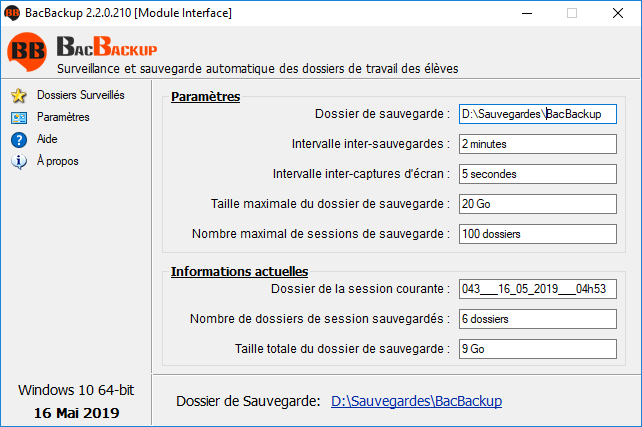 BacBackup 2.2.0.210 [Module Interface]
BB BACBACKUP
Surveillance et sauvegarde automatique des dossiers de travail des élèves
Dossiers Surveillés
Paramètres
Aide
À propos
Paramètres
Dossier de sauvegarde : D:\Sauvegardes\BacBackup
Intervalle inter-sauvegardes : 2 minutes
Intervalle inter-captures d'écran : 5 secondes
Taille maximale du dossier de sauvegarde : 20 Go
Nombre maximal de sessions de sauvegarde : 100 dossiers
Informations actuelles
Dossier de la session courante : 043___16_05_2019___04h53
Nombre de dossiers de session sauvegardés : 6 dossiers
Taille totale du dossier de sauvegarde : 9 Go
Windows 10 64-bit
16 Mai 2019
Dossier de Sauvegarde: D:\Sauvegardes\BacBackup